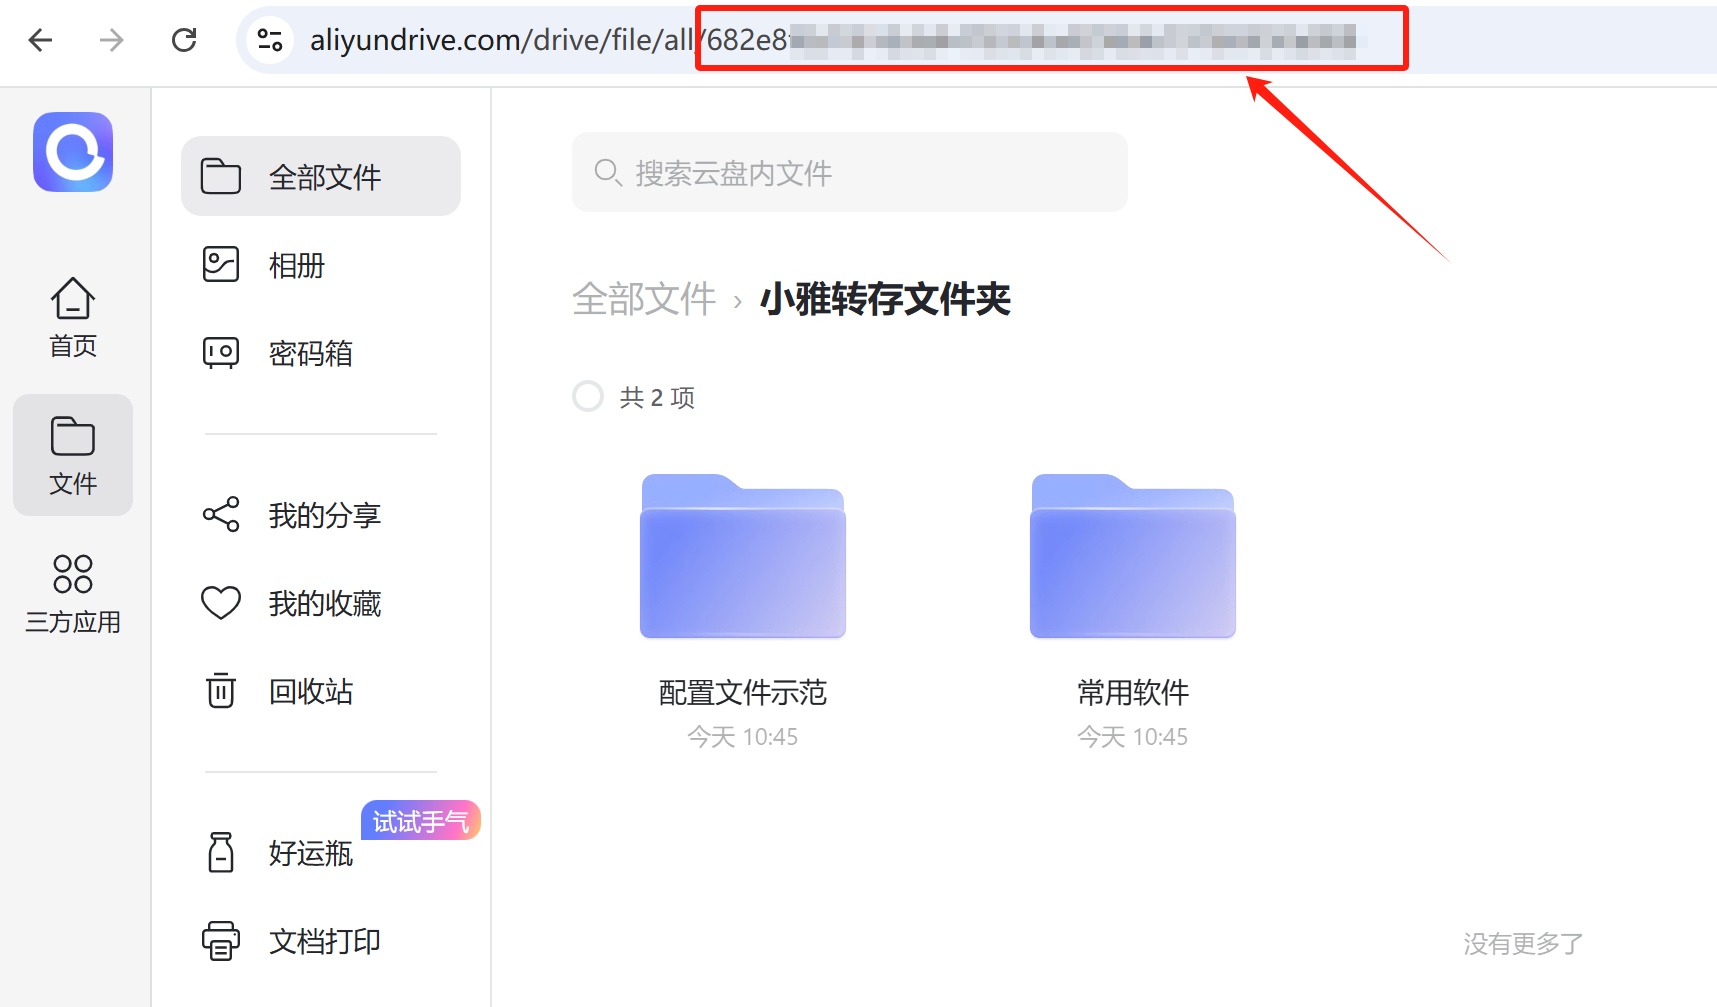 aliyundrive.com/drive/file/all/682e8
全部文件
相册
密码箱
我的分享
我的收藏
回收站
试试手气
好运瓶
文档打印
首页
文件
三方应用
搜索云盘内文件
全部文件 › 小雅转存文件夹
共 2 项
配置文件示范
今天 10:45
常用软件
今天 10:45
没有更多了